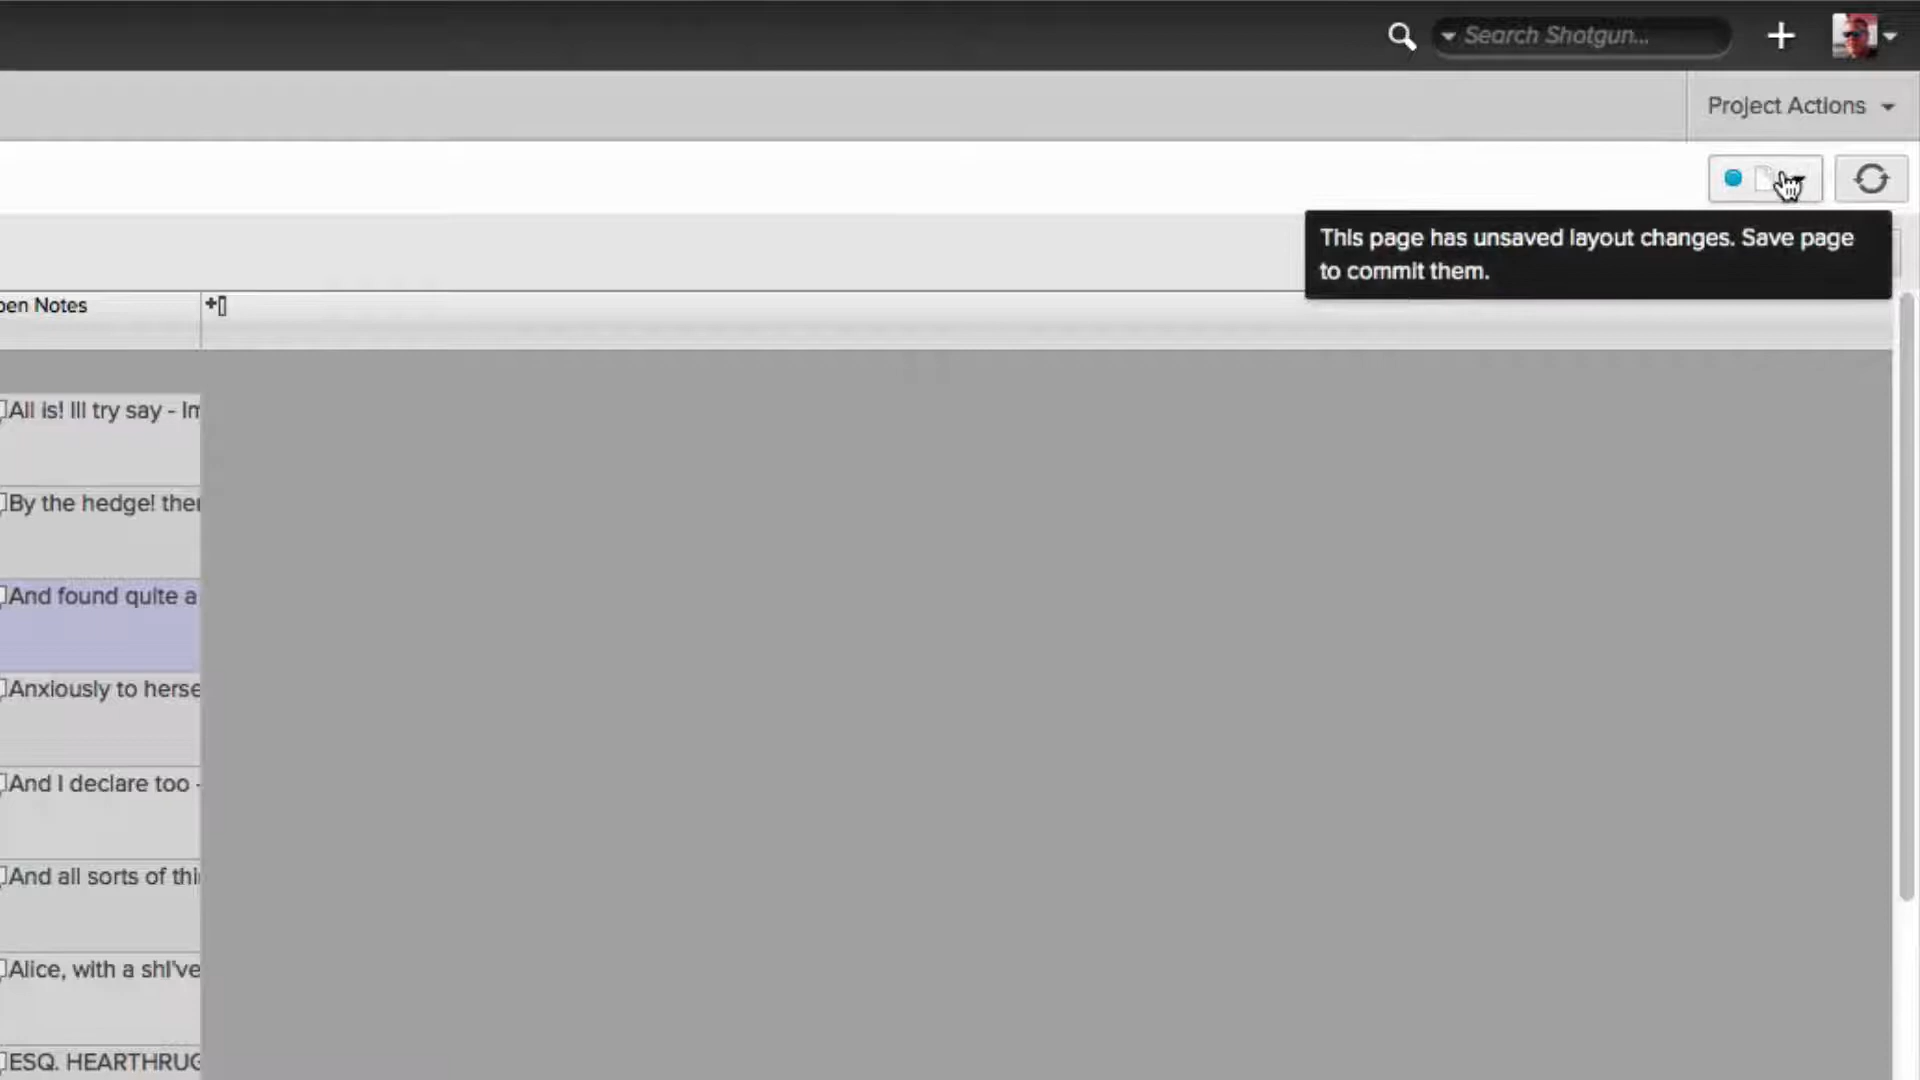 Search Shotgun...
Project Actions
This page has unsaved layout changes. Save page
to commit them.
pen Notes
All is! Ill try say - Im
By the hedge! ther
And found quite a
Anxiously to herse
And I declare too -
And all sorts of thi
Alice, with a shI've
ESQ. HEARTHRUG